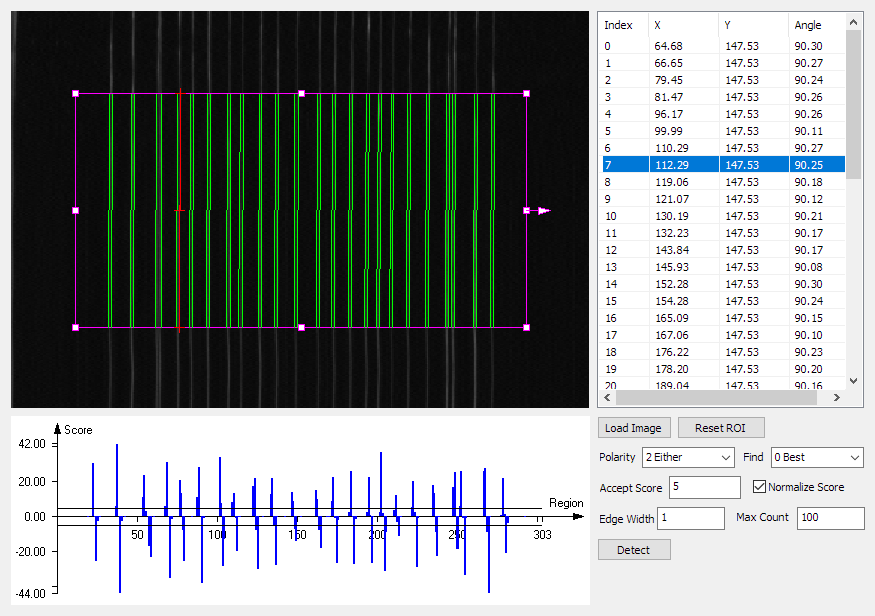 Index X Y Angle
0 64.68 147.53 90.30
1 66.65 147.53 90.27
2 79.45 147.53 90.24
3 81.47 147.53 90.26
4 96.17 147.53 90.26
5 99.99 147.53 90.11
6 110.29 147.53 90.27
7 112.29 147.53 90.25
8 119.06 147.53 90.18
9 121.07 147.53 90.12
10 130.19 147.53 90.21
11 132.23 147.53 90.17
12 143.84 147.53 90.17
13 145.93 147.53 90.08
14 152.28 147.53 90.30
15 154.28 147.53 90.24
16 165.09 147.53 90.15
17 167.06 147.53 90.10
18 176.22 147.53 90.23
19 178.20 147.53 90.20
20 189.04 147.53 90.16
Score
42.00
20.00
0.00
-20.00
-44.00
Region
50 100 150 200 250 303
Load Image Reset ROI
Polarity 2 Either Find 0 Best
Accept Score 5 Normalize Score
Edge Width 1 Max Count 100
Detect